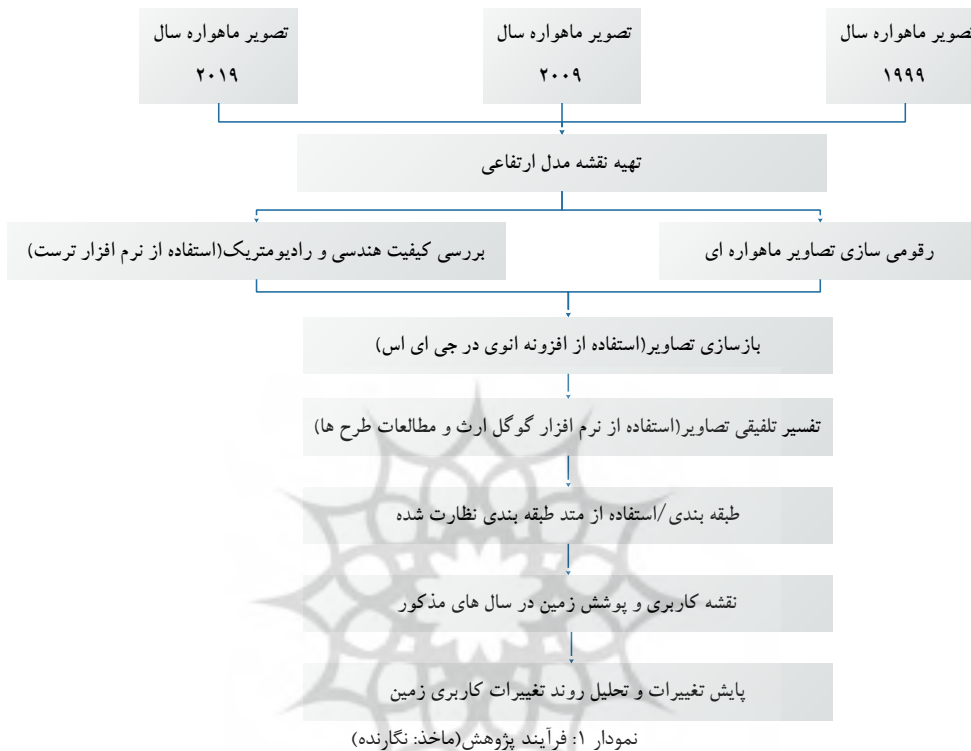 تصویر ماهواره سال
۱۹۹۹
تصویر ماهواره سال
۲۰۰۹
تصویر ماهواره سال
۲۰۱۹
تهیه نقشه مدل ارتفاعی
رقومی سازی تصاویر ماهواره ای
بررسی کیفیت هندسی و رادیومتریک(استفاده از نرم افزار ترست)
بازسازی تصاویر(استفاده از افزونه انوی در جی ای اس)
تفسیر تلفیقی تصاویر(استفاده از نرم افزار گوگل ارث و مطالعات طرح ها)
طبقه بندی/استفاده از متد طبقه بندی نظارت شده
نقشه کاربری و پوشش زمین در سال های مذکور
پایش تغییرات و تحلیل روند تغییرات کاربری زمین
نمودار ۱: فرآیند پژوهش(ماخذ: نگارنده)